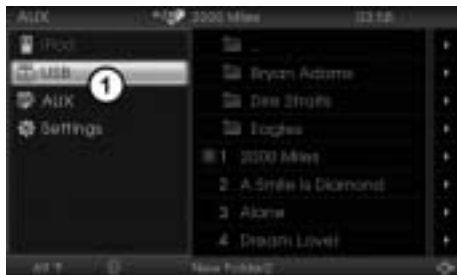 AUX 2000 Miles 03:58
iPod
USB
1
AUX
Settings
..
Bryan Adams
Dire Straits
Eagles
1 2000 Miles
2 A Smile Is Diamond
3 Alone
4 Dream Lover
New Folder